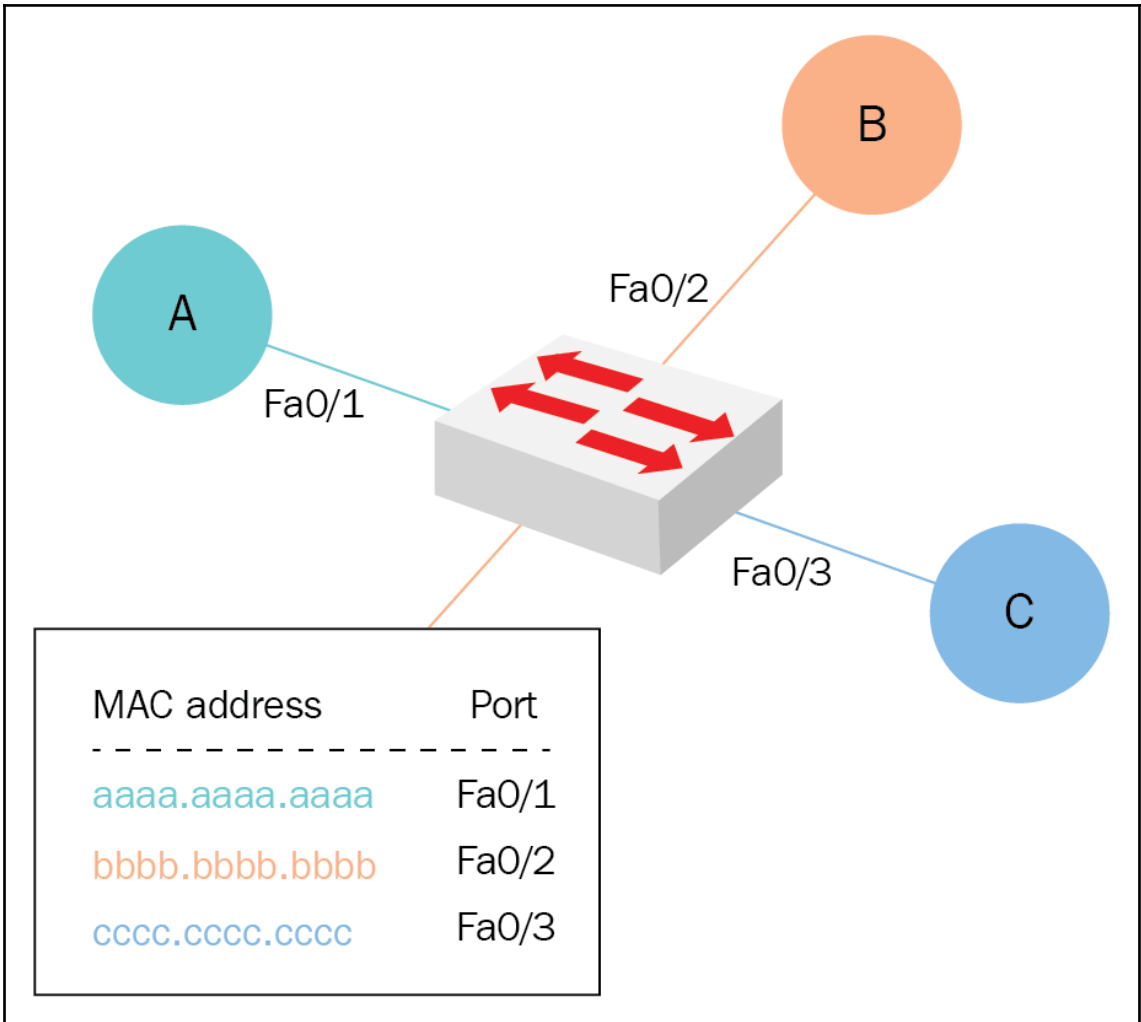 B
Fa0/2
A
Fa0/1
Fa0/3
C
MAC address Port
aaaa.aaaa.aaaa Fa0/1
bbbb.bbbb.bbbb Fa0/2
cccc.cccc.cccc Fa0/3